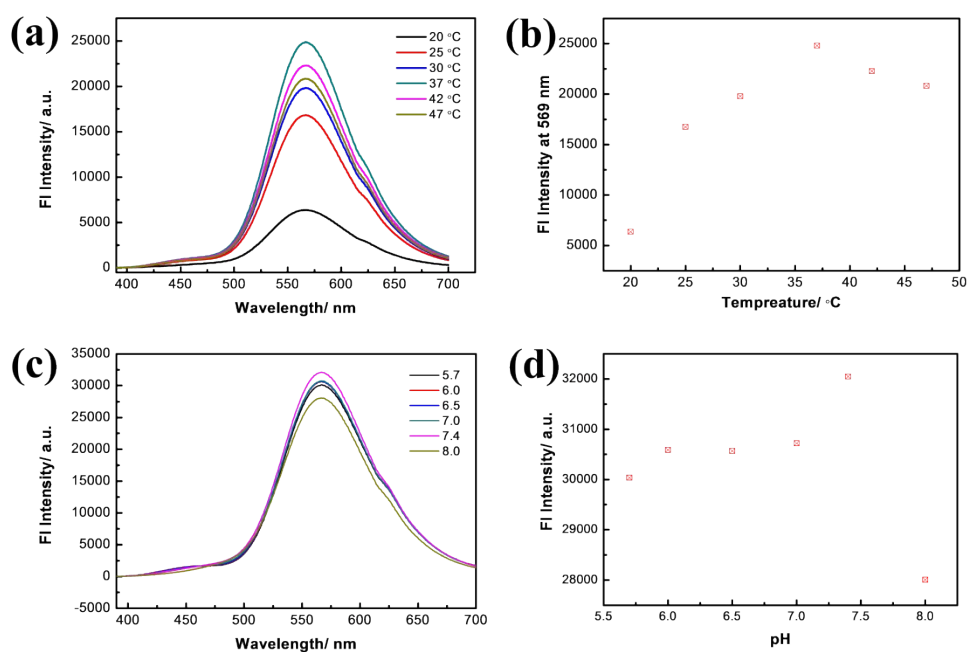 (a)
FI Intensity/ a.u.
25000
20000
15000
10000
5000
0
400 450 500 550 600 650 700
Wavelength/ nm
20 °C
25 °C
30 °C
37 °C
42 °C
47 °C
(b)
FI Intensity at 569 nm
25000
20000
15000
10000
5000
20 25 30 35 40 45 50
Tempreature/ °C
(c)
FI Intensity/ a.u.
35000
30000
25000
20000
15000
10000
5000
0
-5000
400 450 500 550 600 650 700
Wavelength/ nm
5.7
6.0
6.5
7.0
7.4
8.0
(d)
FI Intensity/ a.u.
32000
31000
30000
29000
28000
5.5 6.0 6.5 7.0 7.5 8.0
pH